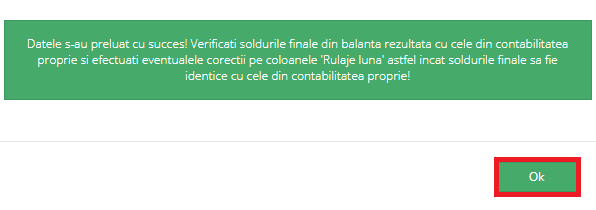 Datele s-au preluat cu succes! Verificati soldurile finale din balanta rezultata cu cele din contabilitatea
proprie si efectuati eventualele corectii pe coloanele 'Rulaje luna' astfel incat soldurile finale sa fie
identice cu cele din contabilitatea proprie!
Ok